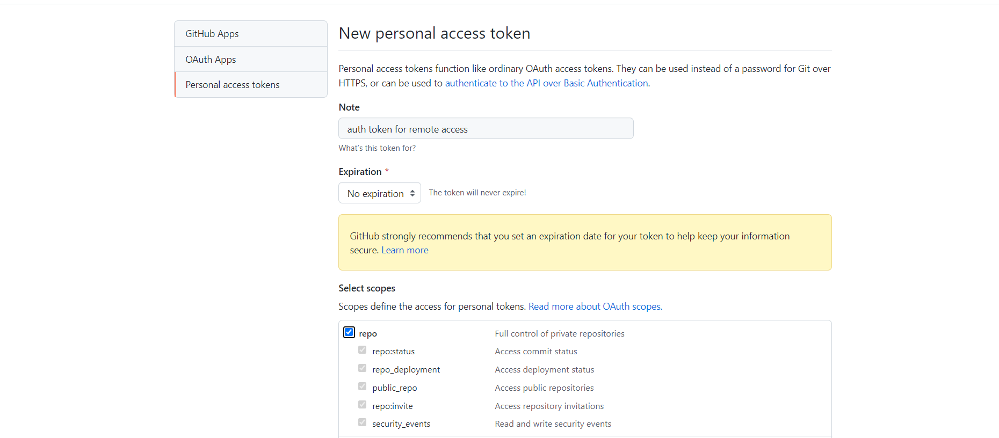 GitHub Apps
OAuth Apps
Personal access tokens
New personal access token
Personal access tokens function like ordinary OAuth access tokens. They can be used instead of a password for Git over
HTTPS, or can be used to authenticate to the API over Basic Authentication.
Note
auth token for remote access
What's this token for?
Expiration *
No expiration The token will never expire!
GitHub strongly recommends that you set an expiration date for your token to help keep your information
secure. Learn more
Select scopes
Scopes define the access for personal tokens. Read more about OAuth scopes.
repo Full control of private repositories
repo:status Access commit status
repo_deployment Access deployment status
public_repo Access public repositories
repo:invite Access repository invitations
security_events Read and write security events